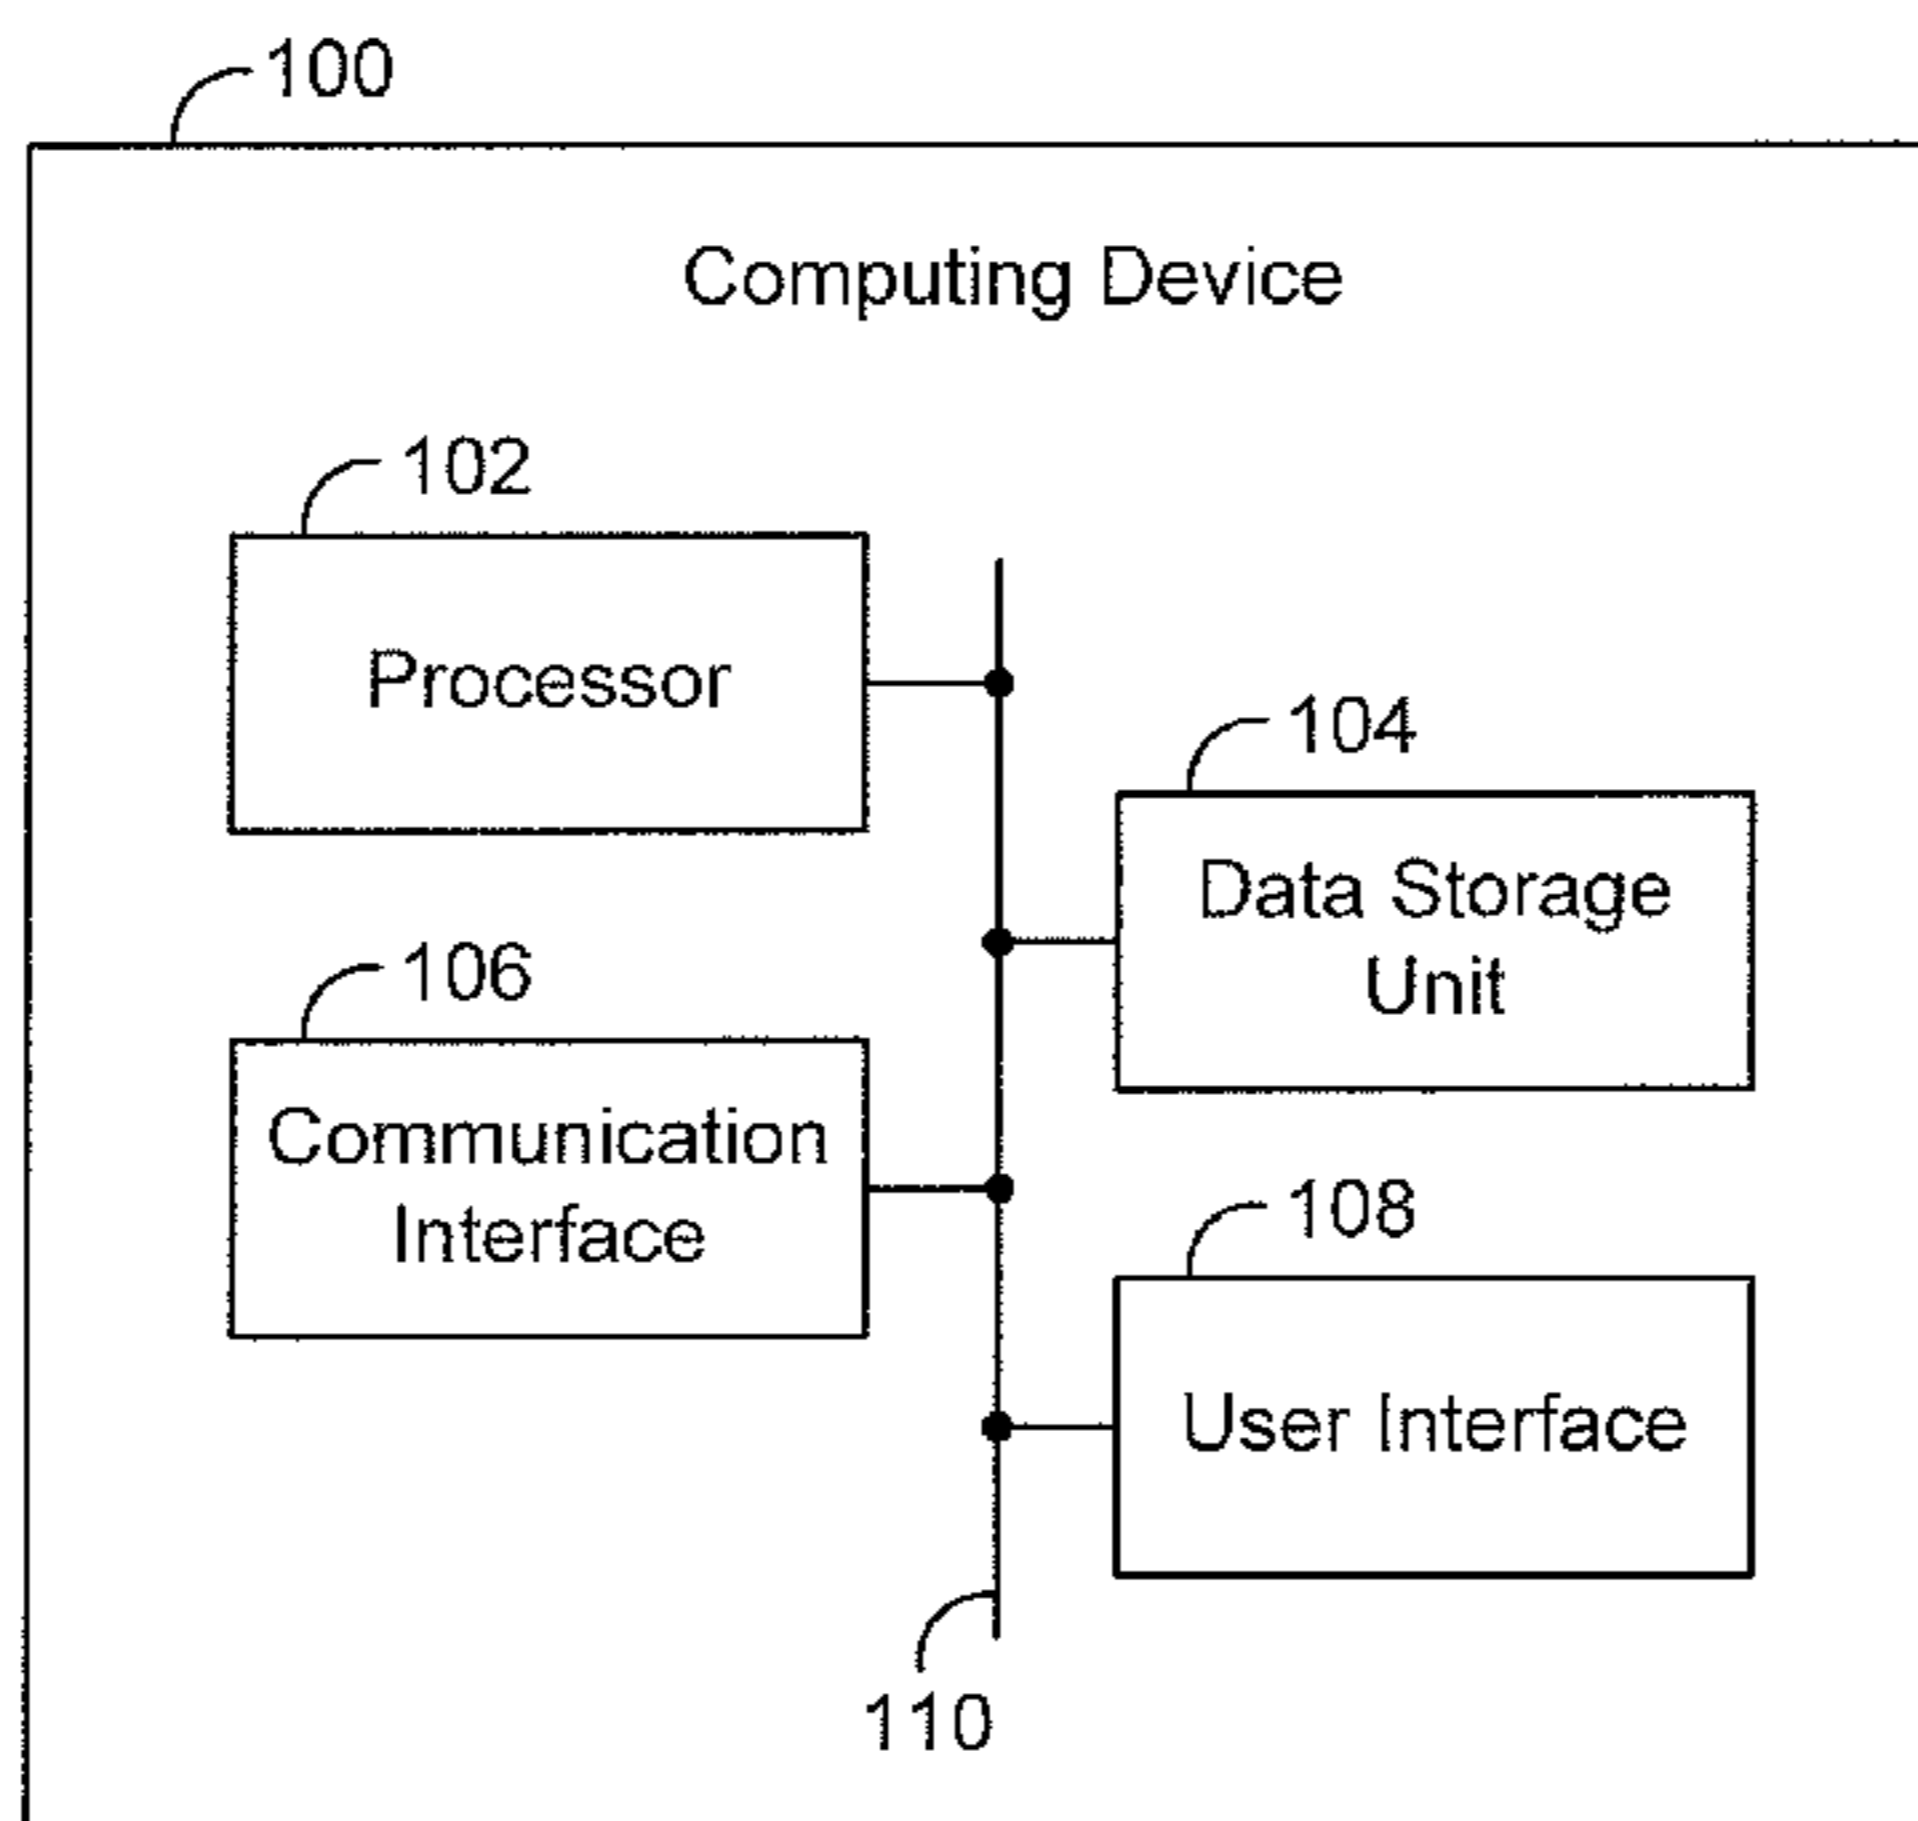 100
Computing Device
102
Processor
104
Data Storage
Unit
106
Communication
Interface
108
User Interface
110